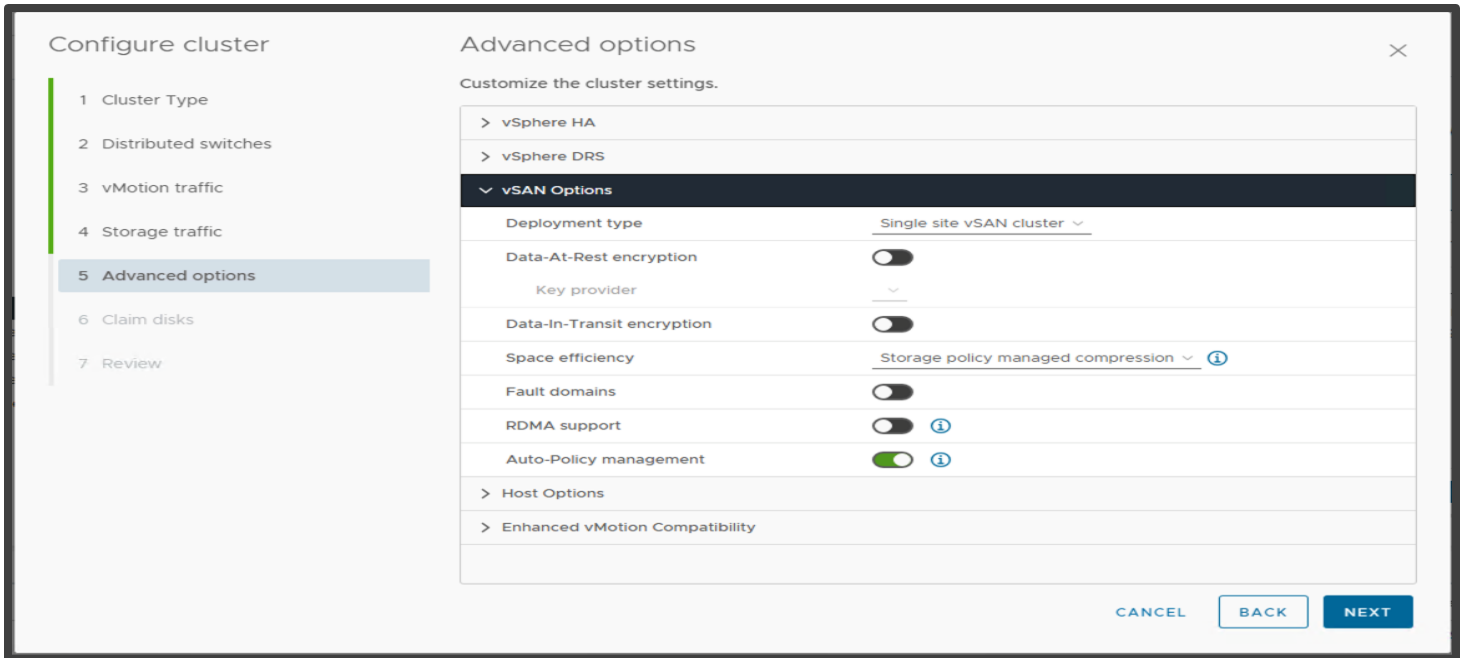 Configure cluster
1 Cluster Type
2 Distributed switches
3 vMotion traffic
4 Storage traffic
5 Advanced options
6 Claim disks
7 Review
Advanced options
Customize the cluster settings.
vSphere HA
vSphere DRS
vSAN Options
Deployment type Single site vSAN cluster
Data-At-Rest encryption
Key provider
Data-In-Transit encryption
Space efficiency Storage policy managed compression
Fault domains
RDMA support
Auto-Policy management
Host Options
Enhanced vMotion Compatibility
CANCEL BACK NEXT